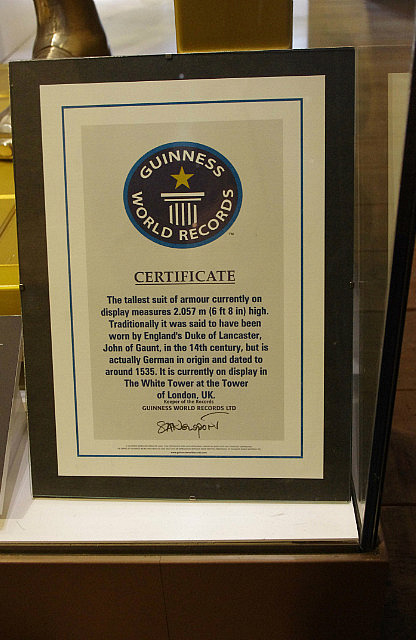 GUINNESS
WORLD RECORDS
TM
CERTIFICATE
The tallest suit of armour currently on
display measures 2.057 m (6 ft 8 in) high.
Traditionally it was said to have been
worn by England's Duke of Lancaster,
John of Gaunt, in the 14th century, but is
actually German in origin and dated to
around 1535. It is currently on display in
The White Tower at the Tower
of London, UK.
Keeper of the Records
GUINNESS WORLD RECORDS LTD